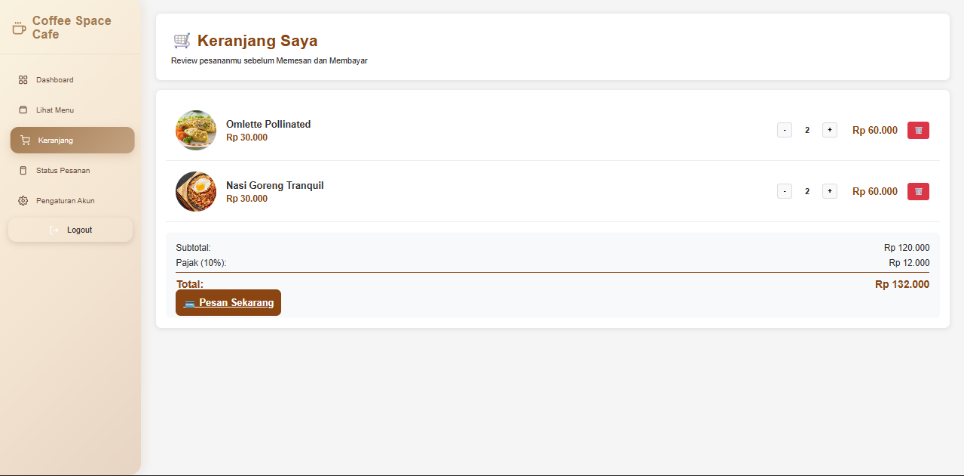 Coffee Space
Cafe
Dashboard
Lihat Menu
Keranjang
Status Pesanan
Pengaturan Akun
Logout
Keranjang Saya
Review pesananmu sebelum Memesan dan Membayar
Omlette Pollinated
Rp 30.000
- 2 + Rp 60.000
Nasi Goreng Tranquil
Rp 30.000
- 2 + Rp 60.000
Subtotal: Rp 120.000
Pajak (10%): Rp 12.000
Total: Rp 132.000
Pesan Sekarang